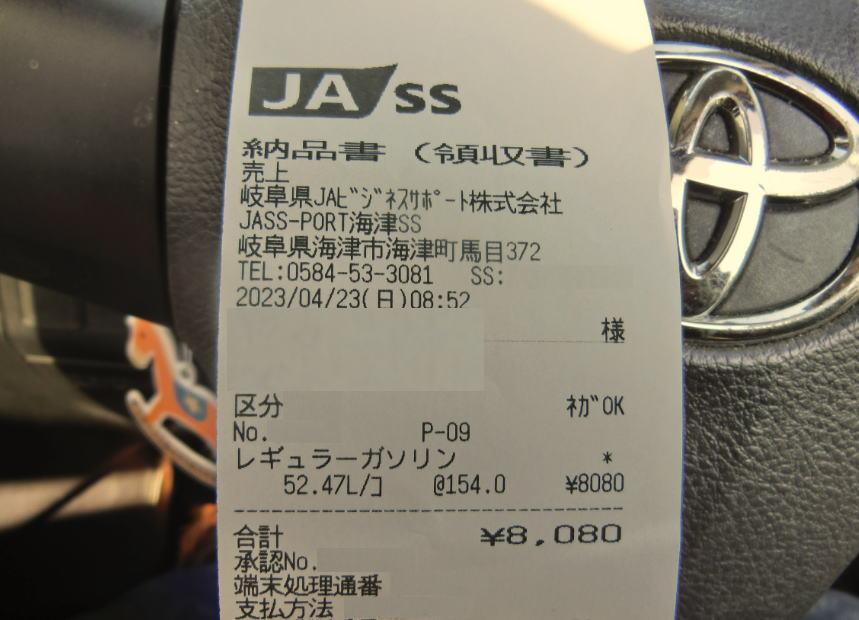 JA SS
納品書 (領収書)
売上
岐阜県JAﾋﾞｼﾞﾈｽｻﾎﾟｰﾄ株式会社
JASS-PORT海津SS
岐阜県海津市海津町馬目372
TEL:0584-53-3081 SS:
2023/04/23(日)08:52
様
区分 ﾈｶﾞOK
No. P-09
レギュラーガソリン *
52.47L/ｺ @154.0 ¥8080
合計 ¥8,080
承認No.
端末処理通番
支払方法